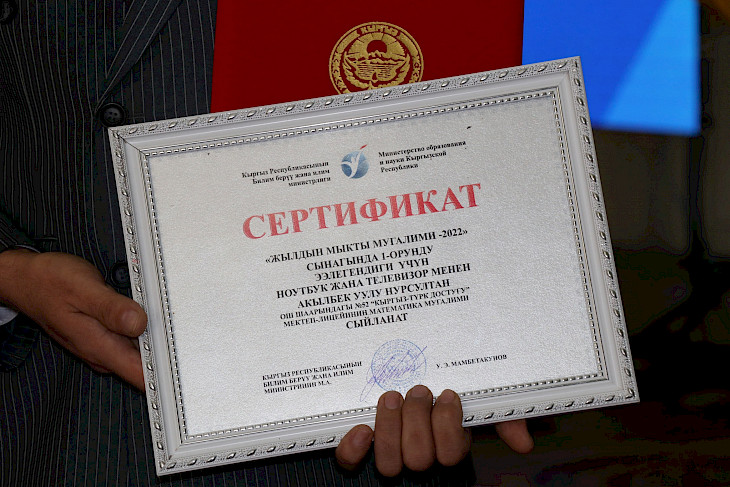 Кыргыз Республикасынын
Билим берүү жана илим
министрлиги
Министерство образования
и науки Кыргызской
Республики
СЕРТИФИКАТ
«ЖЫЛДЫН МЫКТЫ МУГАЛИМИ -2022»
СЫНАГЫНДА 1-ОРУНДУ
ЭЭЛЕГЕНДИГИ ҮЧҮН
НОУТБУК ЖАНА ТЕЛЕВИЗОР МЕНЕН
АКЫЛБЕК УУЛУ НУРСУЛТАН
ОШ ШААРЫНДАГЫ №52 "КЫРГЫЗ-ТҮРК ДОСТУГУ"
МЕКТЕП-ЛИЦЕЙИНИН МАТЕМАТИКА МУГАЛИМИ
СЫЙЛАНАТ
КЫРГЫЗ РЕСПУБЛИКАСЫНЫН
БИЛИМ БЕРҮҮ ЖАНА ИЛИМ
МИНИСТРИНИН М.А.
У. Э. МАМБЕТАКУНОВ